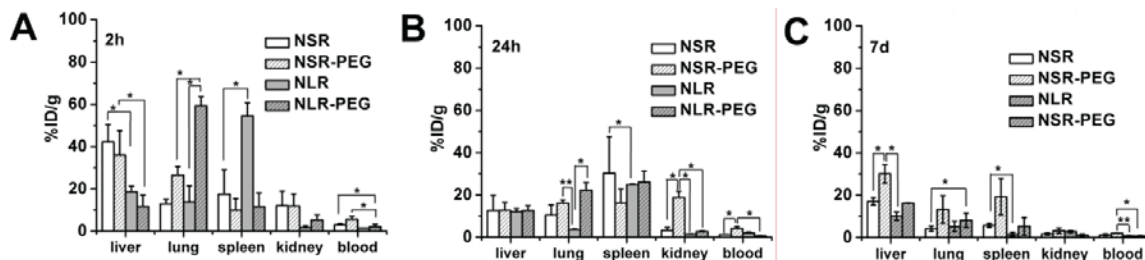 A
2h
%ID/g
100
80
60
40
20
0
NSR
NSR-PEG
NLR
NLR-PEG
* * * * * * *
liver lung spleen kidney blood
B
24h
%ID/g
100
80
60
40
20
0
NSR
NSR-PEG
NLR
NLR-PEG
* ** * * * * * *
liver lung spleen kidney blood
C
7d
%ID/g
100
80
60
40
20
0
NSR
NSR-PEG
NLR
NSR-PEG
* * * * * **
liver lung spleen kidney blood